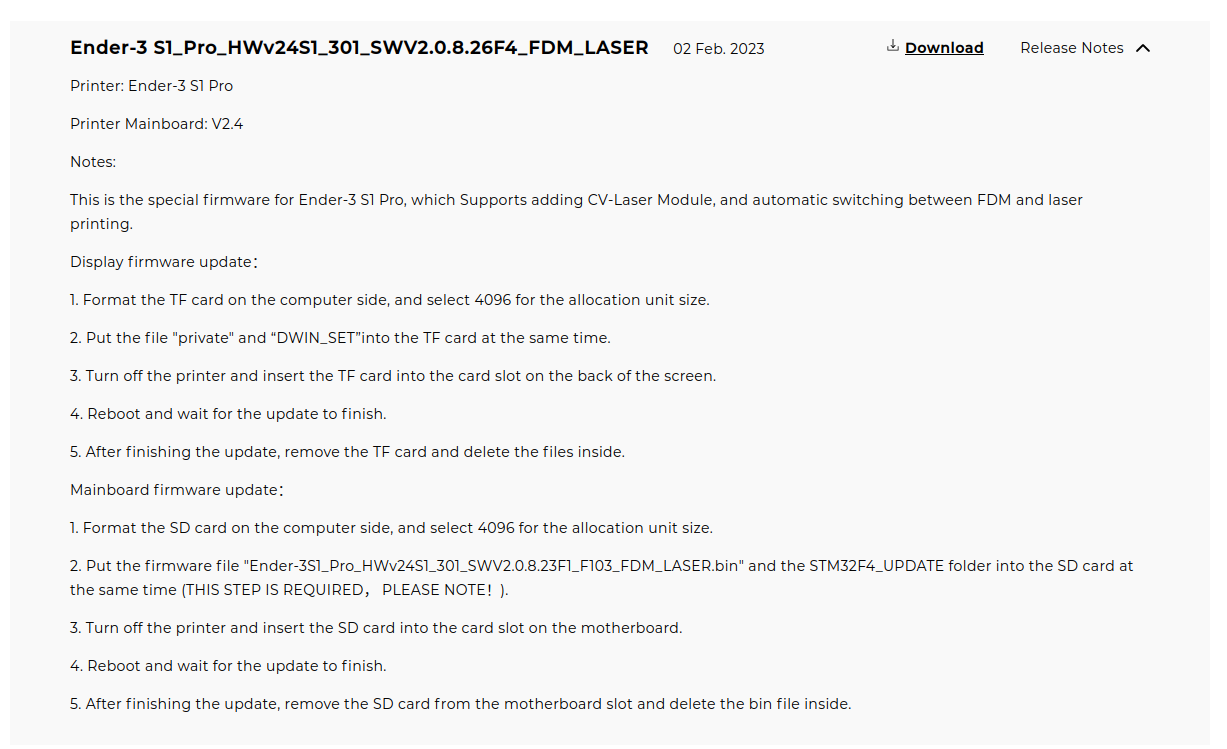 Ender-3 S1_Pro_HWv24S1_301_SWV2.0.8.26F4_FDM_LASER 02 Feb. 2023 Download Release Notes
Printer: Ender-3 S1 Pro
Printer Mainboard: V2.4
Notes:
This is the special firmware for Ender-3 S1 Pro, which Supports adding CV-Laser Module, and automatic switching between FDM and laser
printing.
Display firmware update：
1. Format the TF card on the computer side, and select 4096 for the allocation unit size.
2. Put the file "private" and “DWIN_SET”into the TF card at the same time.
3. Turn off the printer and insert the TF card into the card slot on the back of the screen.
4. Reboot and wait for the update to finish.
5. After finishing the update, remove the TF card and delete the files inside.
Mainboard firmware update：
1. Format the SD card on the computer side, and select 4096 for the allocation unit size.
2. Put the firmware file "Ender-3S1_Pro_HWv24S1_301_SWV2.0.8.23F1_F103_FDM_LASER.bin" and the STM32F4_UPDATE folder into the SD card at
the same time (THIS STEP IS REQUIRED， PLEASE NOTE！).
3. Turn off the printer and insert the SD card into the card slot on the motherboard.
4. Reboot and wait for the update to finish.
5. After finishing the update, remove the SD card from the motherboard slot and delete the bin file inside.